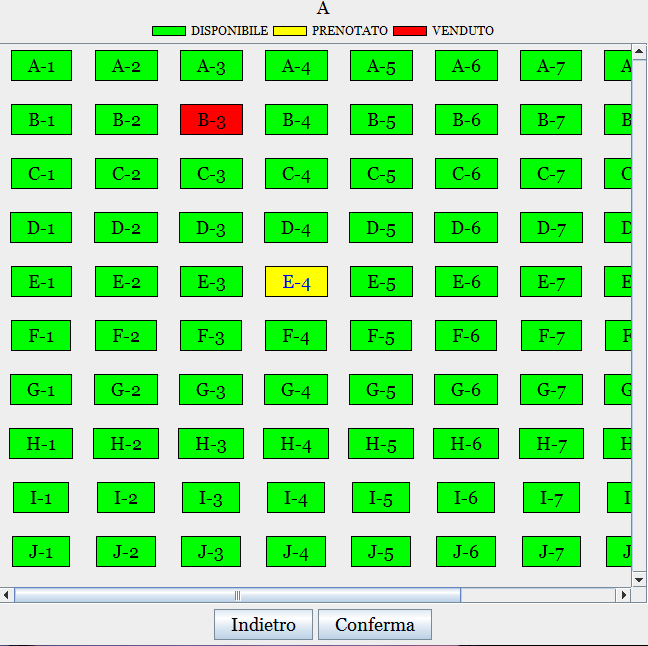 A
DISPONIBILE PRENOTATO VENDUTO
A-1 A-2 A-3 A-4 A-5 A-6 A-7 A
B-1 B-2 B-3 B-4 B-5 B-6 B-7 B
C-1 C-2 C-3 C-4 C-5 C-6 C-7 C
D-1 D-2 D-3 D-4 D-5 D-6 D-7 D
E-1 E-2 E-3 E-4 E-5 E-6 E-7 E
F-1 F-2 F-3 F-4 F-5 F-6 F-7 F
G-1 G-2 G-3 G-4 G-5 G-6 G-7 G
H-1 H-2 H-3 H-4 H-5 H-6 H-7 H
I-1 I-2 I-3 I-4 I-5 I-6 I-7 I
J-1 J-2 J-3 J-4 J-5 J-6 J-7 J
Indietro Conferma